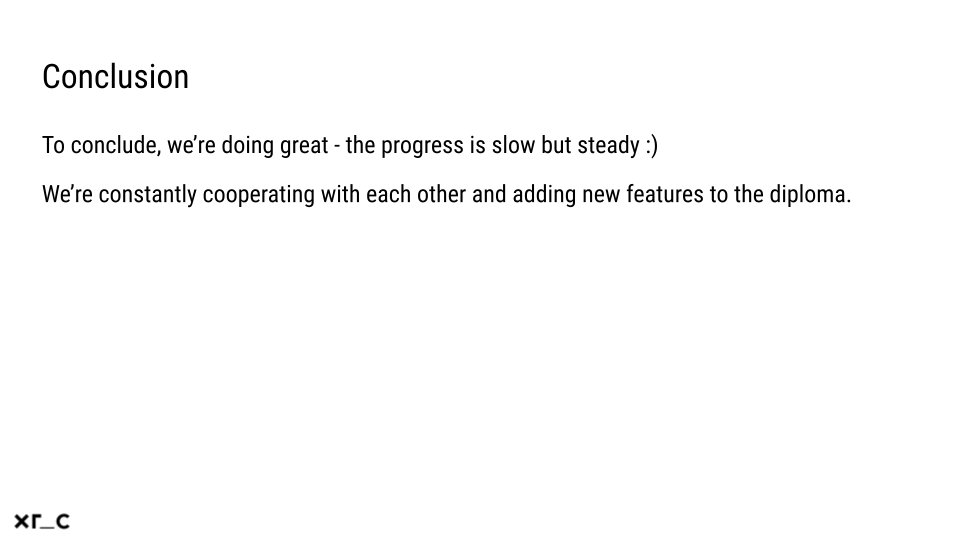 Conclusion
To conclude, we’re doing great - the progress is slow but steady :)
We’re constantly cooperating with each other and adding new features to the diploma.
xr_c